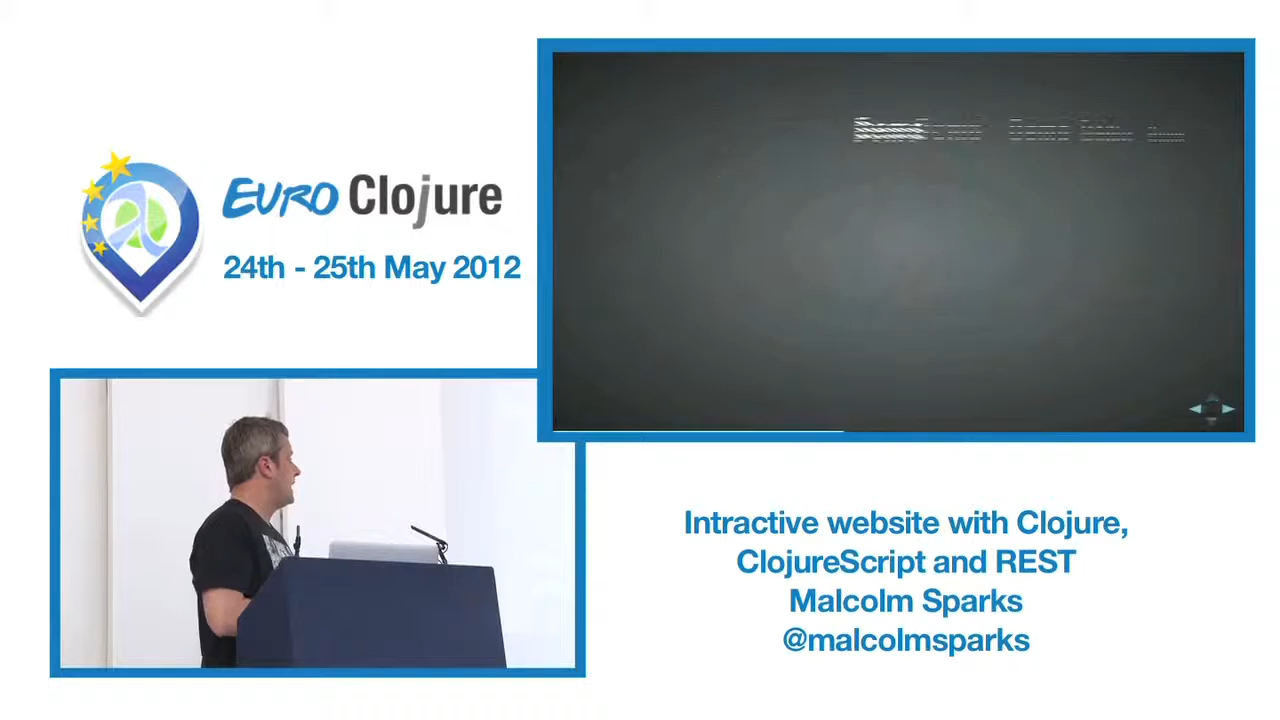 EURO Clojure
24th - 25th May 2012
Intractive website with Clojure,
ClojureScript and REST
Malcolm Sparks
@malcolmsparks